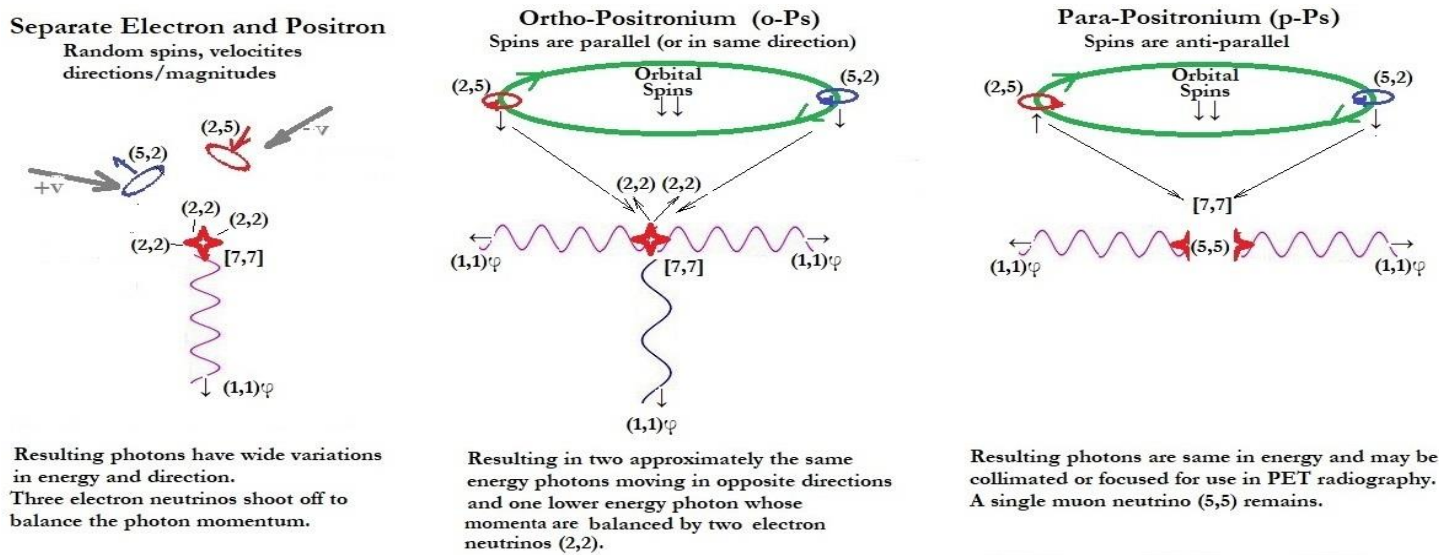 Separate Electron and Positron
Random spins, velocitites
directions/magnitudes
(2,5)
-v
(5,2)
+v
(2,2)
(2,2)
(2,2)
[7,7]
(1,1)φ
Resulting photons have wide variations
in energy and direction.
Three electron neutrinos shoot off to
balance the photon momentum.
Ortho-Positronium (o-Ps)
Spins are parallel (or in same direction)
(2,5)
Orbital
Spins
↓↓
(5,2)
↓
↓
(2,2) (2,2)
← →
(1,1)φ
[7,7]
(1,1)φ
↓
(1,1)φ
Resulting in two approximately the same
energy photons moving in opposite directions
and one lower energy photon whose
momenta are balanced by two electron
neutrinos (2,2).
Para-Positronium (p-Ps)
Spins are anti-parallel
(2,5)
Orbital
Spins
↓↓
(5,2)
↑
↓
[7,7]
← (5,5) →
(1,1)φ
(1,1)φ
Resulting photons are same in energy and may be
collimated or focused for use in PET radiography.
A single muon neutrino (5,5) remains.